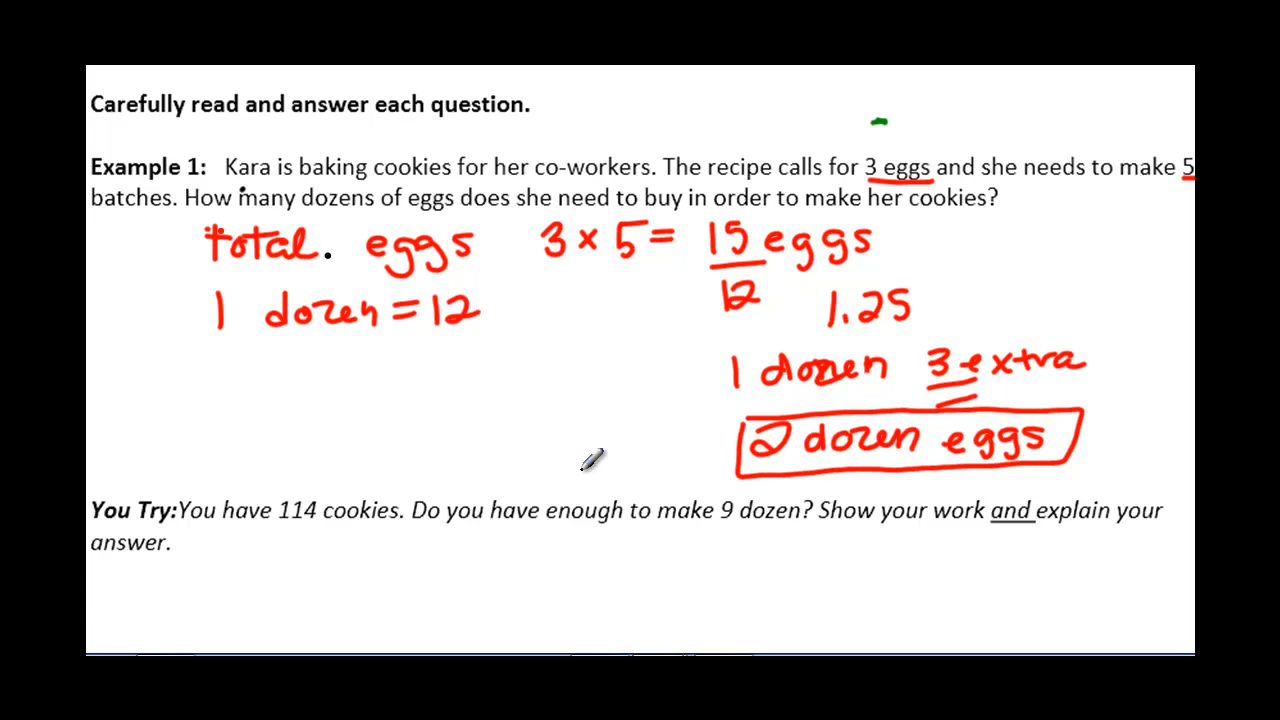 Carefully read and answer each question.
Example 1: Kara is baking cookies for her co-workers. The recipe calls for 3 eggs and she needs to make 5
batches. How many dozens of eggs does she need to buy in order to make her cookies?
total. eggs 3 x 5 = 15 eggs
12
1 dozen = 12
1.25
1 dozen 3 extra
2 dozen eggs
You Try:You have 114 cookies. Do you have enough to make 9 dozen? Show your work and explain your
answer.